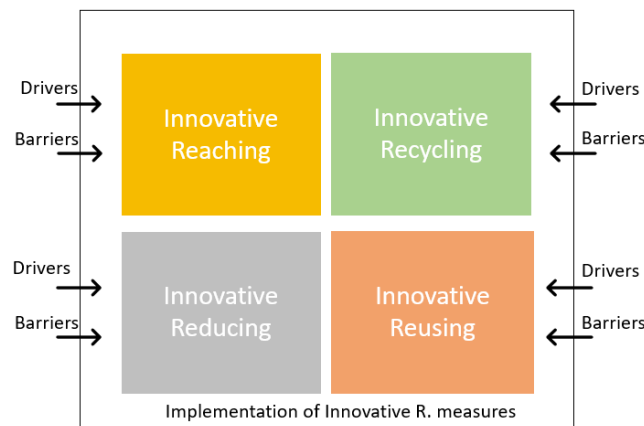 Drivers
Barriers
Innovative
Reaching
Innovative
Recycling
Drivers
Barriers
Drivers
Barriers
Innovative
Reducing
Innovative
Reusing
Drivers
Barriers
Implementation of Innovative R. measures